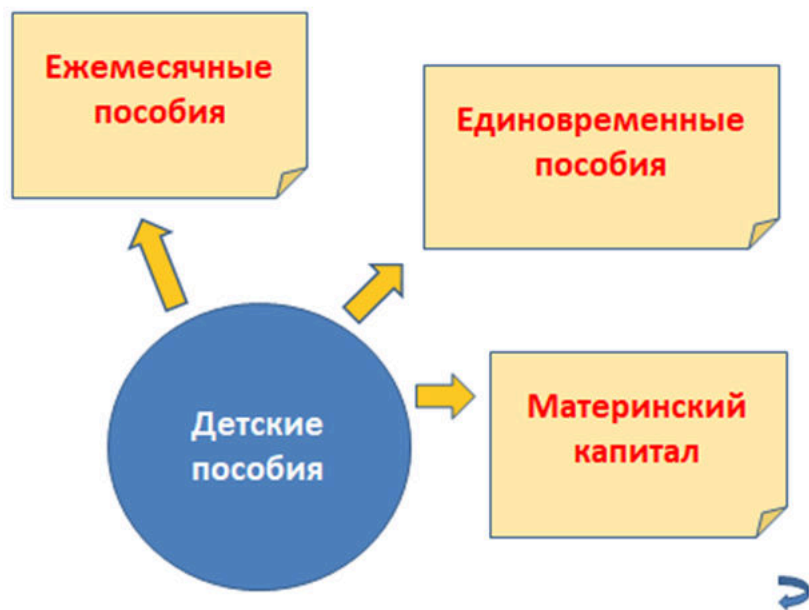 Ежемесячные
пособия
Единовременные
пособия
Материнский
капитал
Детские
пособия